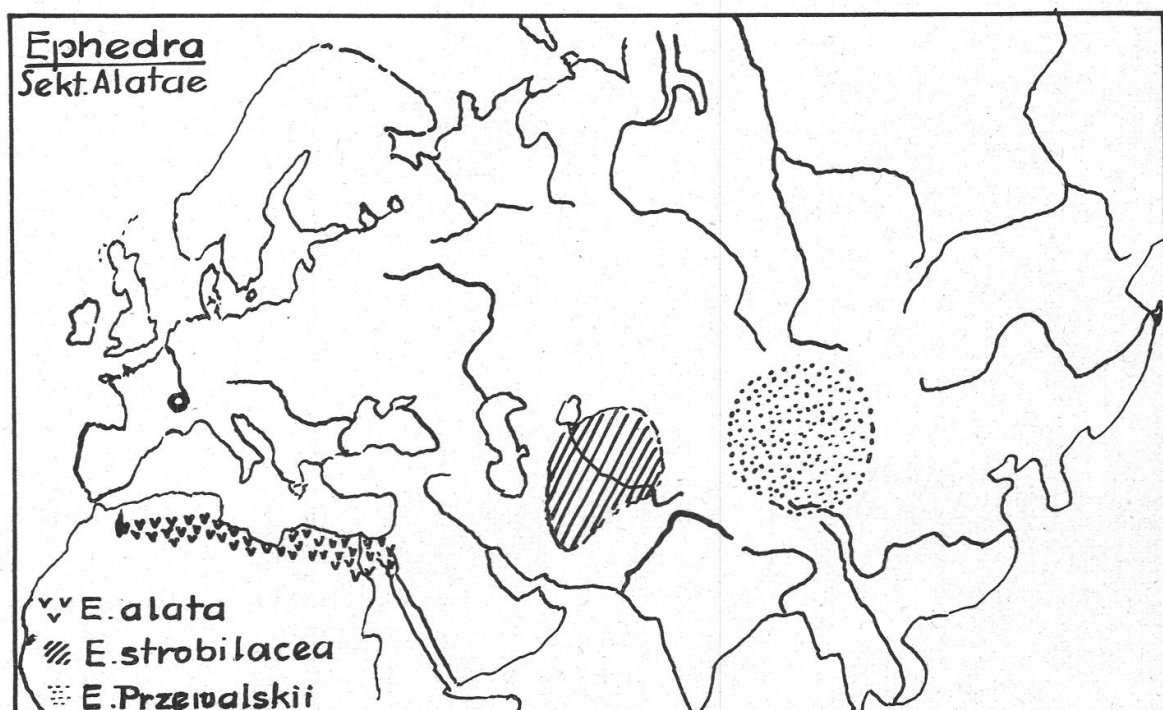 Ephedra
Sekt. Alatae
E. alata
E. strobilacea
E. Przewalskii